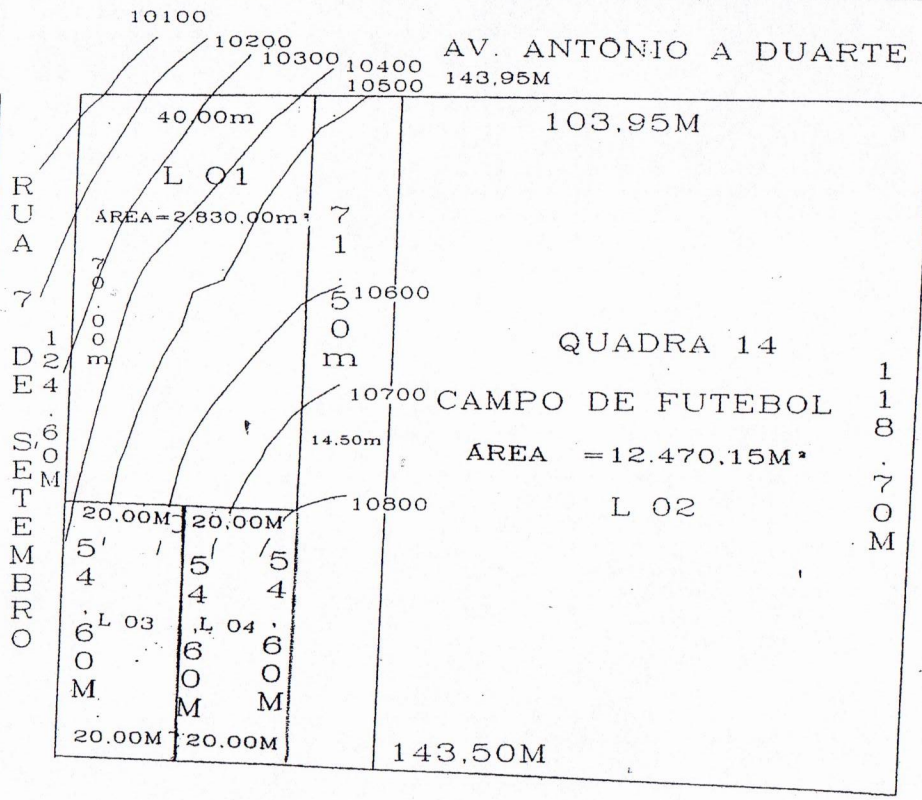 10100
10200
10300
10400
10500
AV. ANTÔNIO A DUARTE
143,95M
40.00m
103,95M
L 01
ÁREA=2.830,00m²
RUA 7 DE SETEMBRO
124.60M
70.00m
71.50m
10600
10700
14.50m
10800
QUADRA 14
CAMPO DE FUTEBOL
ÁREA =12.470,15M²
L 02
118.70M
20.00M
20,00M
54.60M
54.60M
54.60M
L 03
L 04
20.00M
20.00M
143,50M